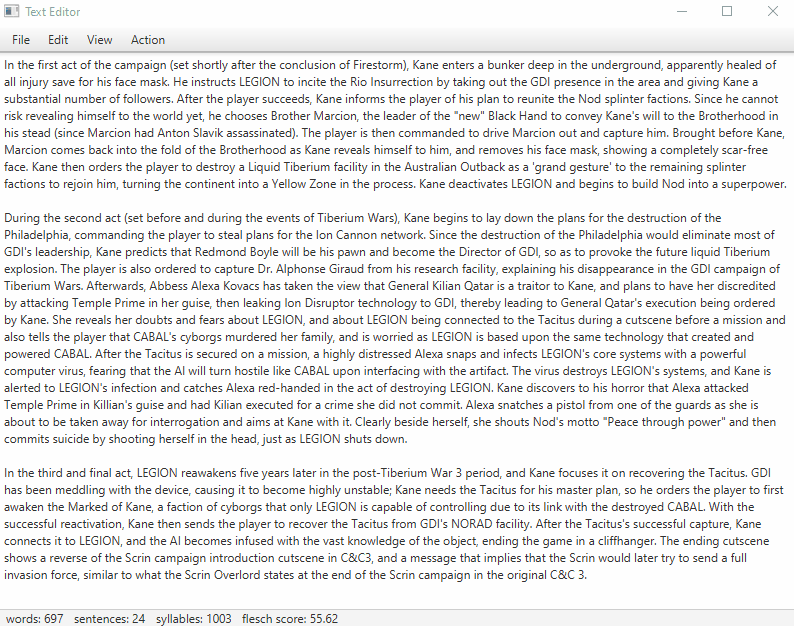 Text Editor
File Edit View Action
In the first act of the campaign (set shortly after the conclusion of Firestorm), Kane enters a bunker deep in the underground, apparently healed of
all injury save for his face mask. He instructs LEGION to incite the Rio Insurrection by taking out the GDI presence in the area and giving Kane a
substantial number of followers. After the player succeeds, Kane informs the player of his plan to reunite the Nod splinter factions. Since he cannot
risk revealing himself to the world yet, he chooses Brother Marcion, the leader of the "new" Black Hand to convey Kane's will to the Brotherhood in
his stead (since Marcion had Anton Slavik assassinated). The player is then commanded to drive Marcion out and capture him. Brought before Kane,
Marcion comes back into the fold of the Brotherhood as Kane reveals himself to him, and removes his face mask, showing a completely scar-free
face. Kane then orders the player to destroy a Liquid Tiberium facility in the Australian Outback as a 'grand gesture' to the remaining splinter
factions to rejoin him, turning the continent into a Yellow Zone in the process. Kane deactivates LEGION and begins to build Nod into a superpower.
During the second act (set before and during the events of Tiberium Wars), Kane begins to lay down the plans for the destruction of the
Philadelphia, commanding the player to steal plans for the Ion Cannon network. Since the destruction of the Philadelphia would eliminate most of
GDI's leadership, Kane predicts that Redmond Boyle will be his pawn and become the Director of GDI, so as to provoke the future liquid Tiberium
explosion. The player is also ordered to capture Dr. Alphonse Giraud from his research facility, explaining his disappearance in the GDI campaign of
Tiberium Wars. Afterwards, Abbess Alexa Kovacs has taken the view that General Kilian Qatar is a traitor to Kane, and plans to have her discredited
by attacking Temple Prime in her guise, then leaking Ion Disruptor technology to GDI, thereby leading to General Qatar's execution being ordered
by Kane. She reveals her doubts and fears about LEGION, and about LEGION being connected to the Tacitus during a cutscene before a mission and
also tells the player that CABAL's cyborgs murdered her family, and is worried as LEGION is based upon the same technology that created and
powered CABAL. After the Tacitus is secured on a mission, a highly distressed Alexa snaps and infects LEGION's core systems with a powerful
computer virus, fearing that the AI will turn hostile like CABAL upon interfacing with the artifact. The virus destroys LEGION's systems, and Kane is
alerted to LEGION's infection and catches Alexa red-handed in the act of destroying LEGION. Kane discovers to his horror that Alexa attacked
Temple Prime in Killian's guise and had Kilian executed for a crime she did not commit. Alexa snatches a pistol from one of the guards as she is
about to be taken away for interrogation and aims at Kane with it. Clearly beside herself, she shouts Nod's motto "Peace through power" and then
commits suicide by shooting herself in the head, just as LEGION shuts down.
In the third and final act, LEGION reawakens five years later in the post-Tiberium War 3 period, and Kane focuses it on recovering the Tacitus. GDI
has been meddling with the device, causing it to become highly unstable; Kane needs the Tacitus for his master plan, so he orders the player to first
awaken the Marked of Kane, a faction of cyborgs that only LEGION is capable of controlling due to its link with the destroyed CABAL. With the
successful reactivation, Kane then sends the player to recover the Tacitus from GDI's NORAD facility. After the Tacitus's successful capture, Kane
connects it to LEGION, and the AI becomes infused with the vast knowledge of the object, ending the game in a cliffhanger. The ending cutscene
shows a reverse of the Scrin campaign introduction cutscene in C&C3, and a message that implies that the Scrin would later try to send a full
invasion force, similar to what the Scrin Overlord states at the end of the Scrin campaign in the original C&C 3.
words: 697 sentences: 24 syllables: 1003 flesch score: 55.62